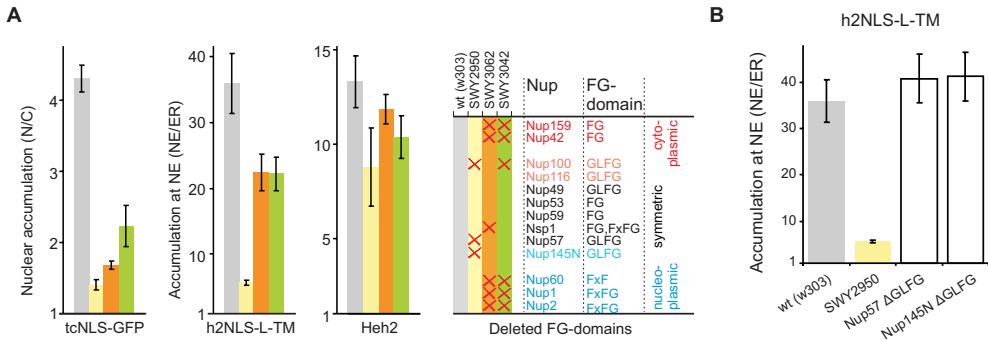 A
Nuclear accumulation (N/C)
4
3
2
1
tcNLS-GFP
Accumulation at NE (NE/ER)
40
30
20
10
1
h2NLS-L-TM
15
10
5
1
Heh2
wt (w303)
SWY2950
SWY3062
SWY3042
Nup FG-domain
Nup159 FG
Nup42 FG
Nup100 GLFG
Nup116 GLFG
Nup49 GLFG
Nup53 FG
Nup59 FG
Nsp1 FG,FxFG
Nup57 GLFG
Nup145N GLFG
Nup60 FxF
Nup1 FxFG
Nup2 FxFG
cyto-plasmic
symmetric
nucleo-plasmic
Deleted FG-domains
B
h2NLS-L-TM
Accumulation at NE (NE/ER)
40
30
20
10
1
wt (w303)
SWY2950
Nup57 ΔGLFG
Nup145N ΔGLFG